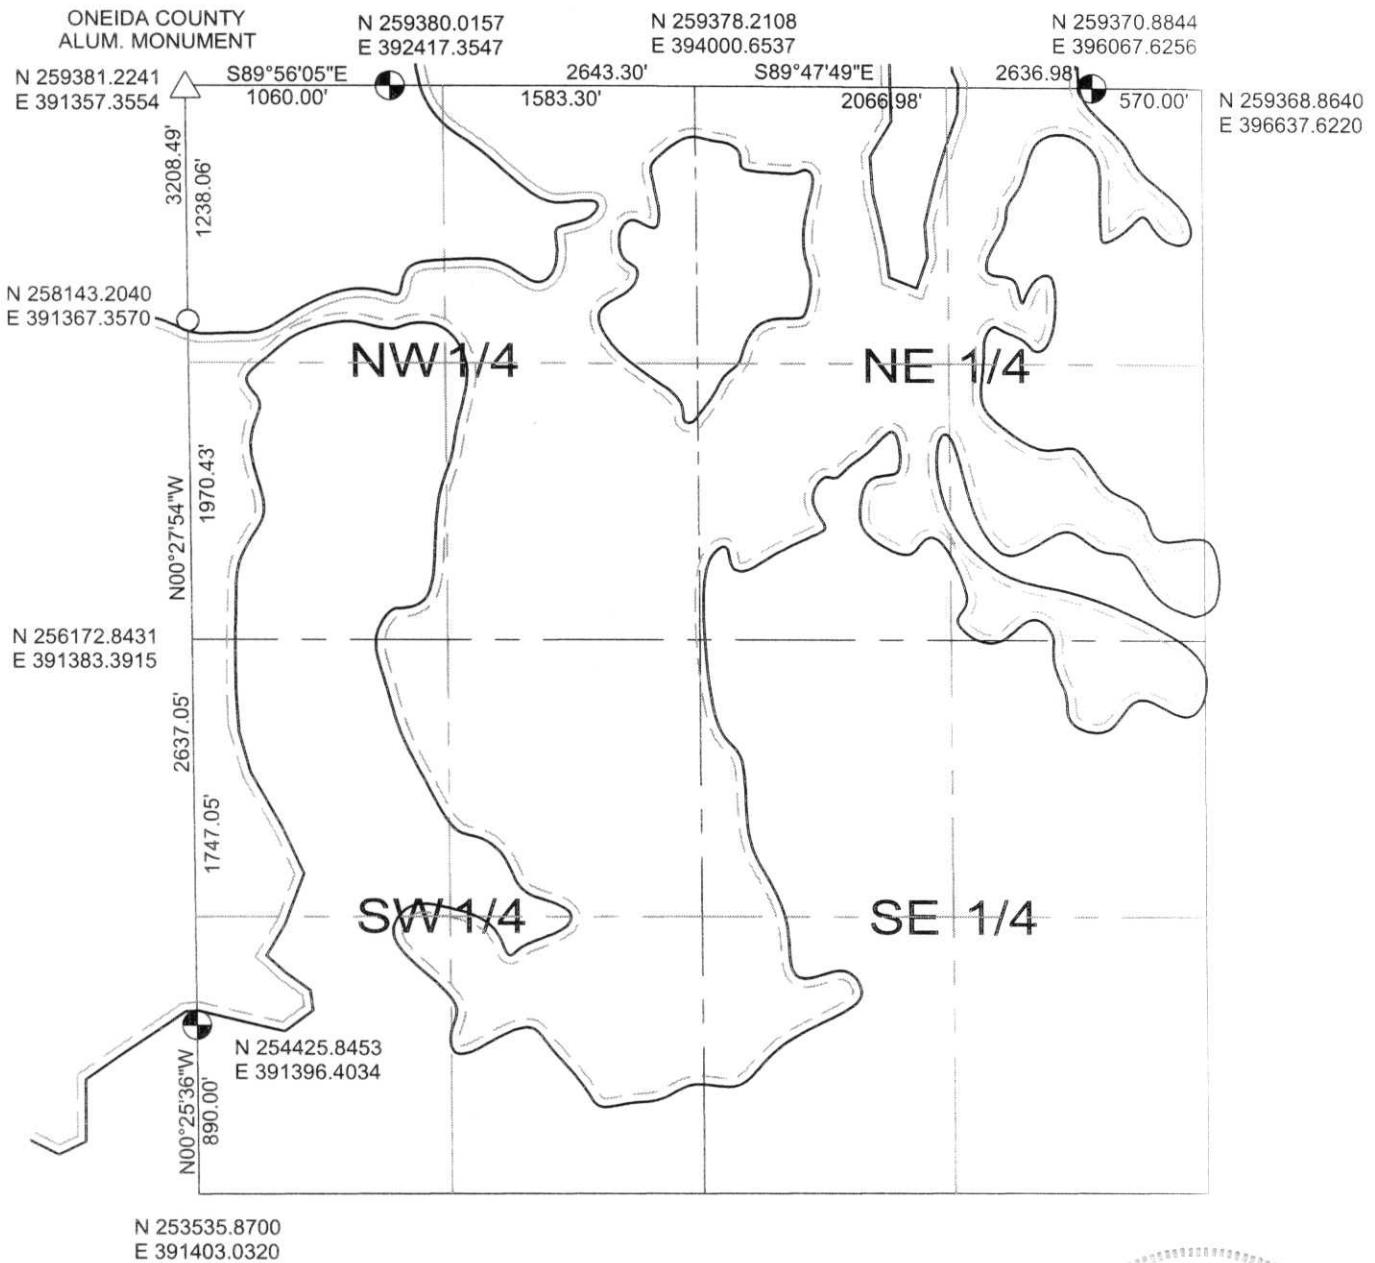 ONEIDA COUNTY
ALUM. MONUMENT
N 259380.0157
E 392417.3547
N 259378.2108
E 394000.6537
N 259370.8844
E 396067.6256
N 259381.2241
E 391357.3554
S89°56'05"E
2643.30'
S89°47'49"E
2636.98'
1060.00'
1583.30'
2066.98'
570.00'
N 259368.8640
E 396637.6220
3208.49'
1238.06'
N 258143.2040
E 391367.3570
NW 1/4
NE 1/4
N00°27'54"W
1970.43'
N 256172.8431
E 391383.3915
2637.05'
1747.05'
SW 1/4
SE 1/4
N 254425.8453
E 391396.4034
N00°25'36"W
890.00'
N 253535.8700
E 391403.0320